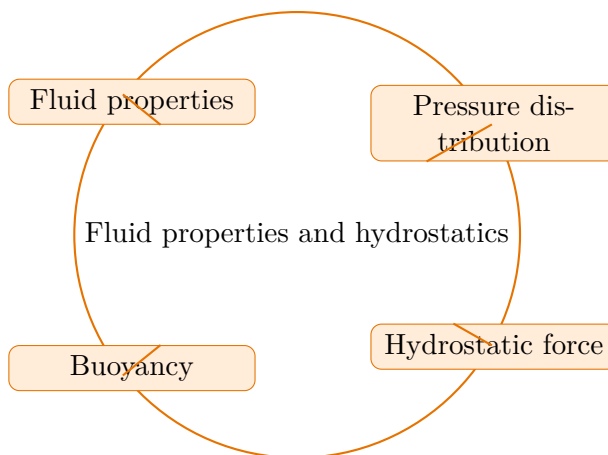 Fluid properties
Pressure dis-
tribution
Fluid properties and hydrostatics
Buoyancy
Hydrostatic force